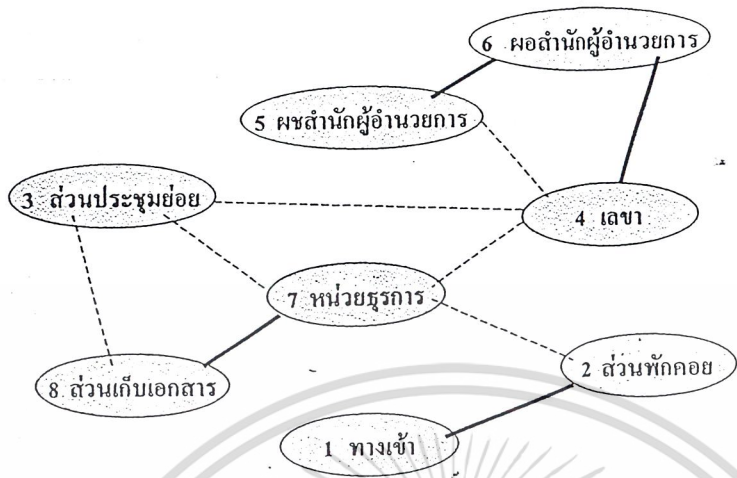 6 ผอสำนักผู้อำนวยการ
5 ผชสำนักผู้อำนวยการ
3 ส่วนประชุมย่อย
4 เลขา
7 หน่วยธุรการ
2 ส่วนพักคอย
8 ส่วนเก็บเอกสาร
1 ทางเข้า